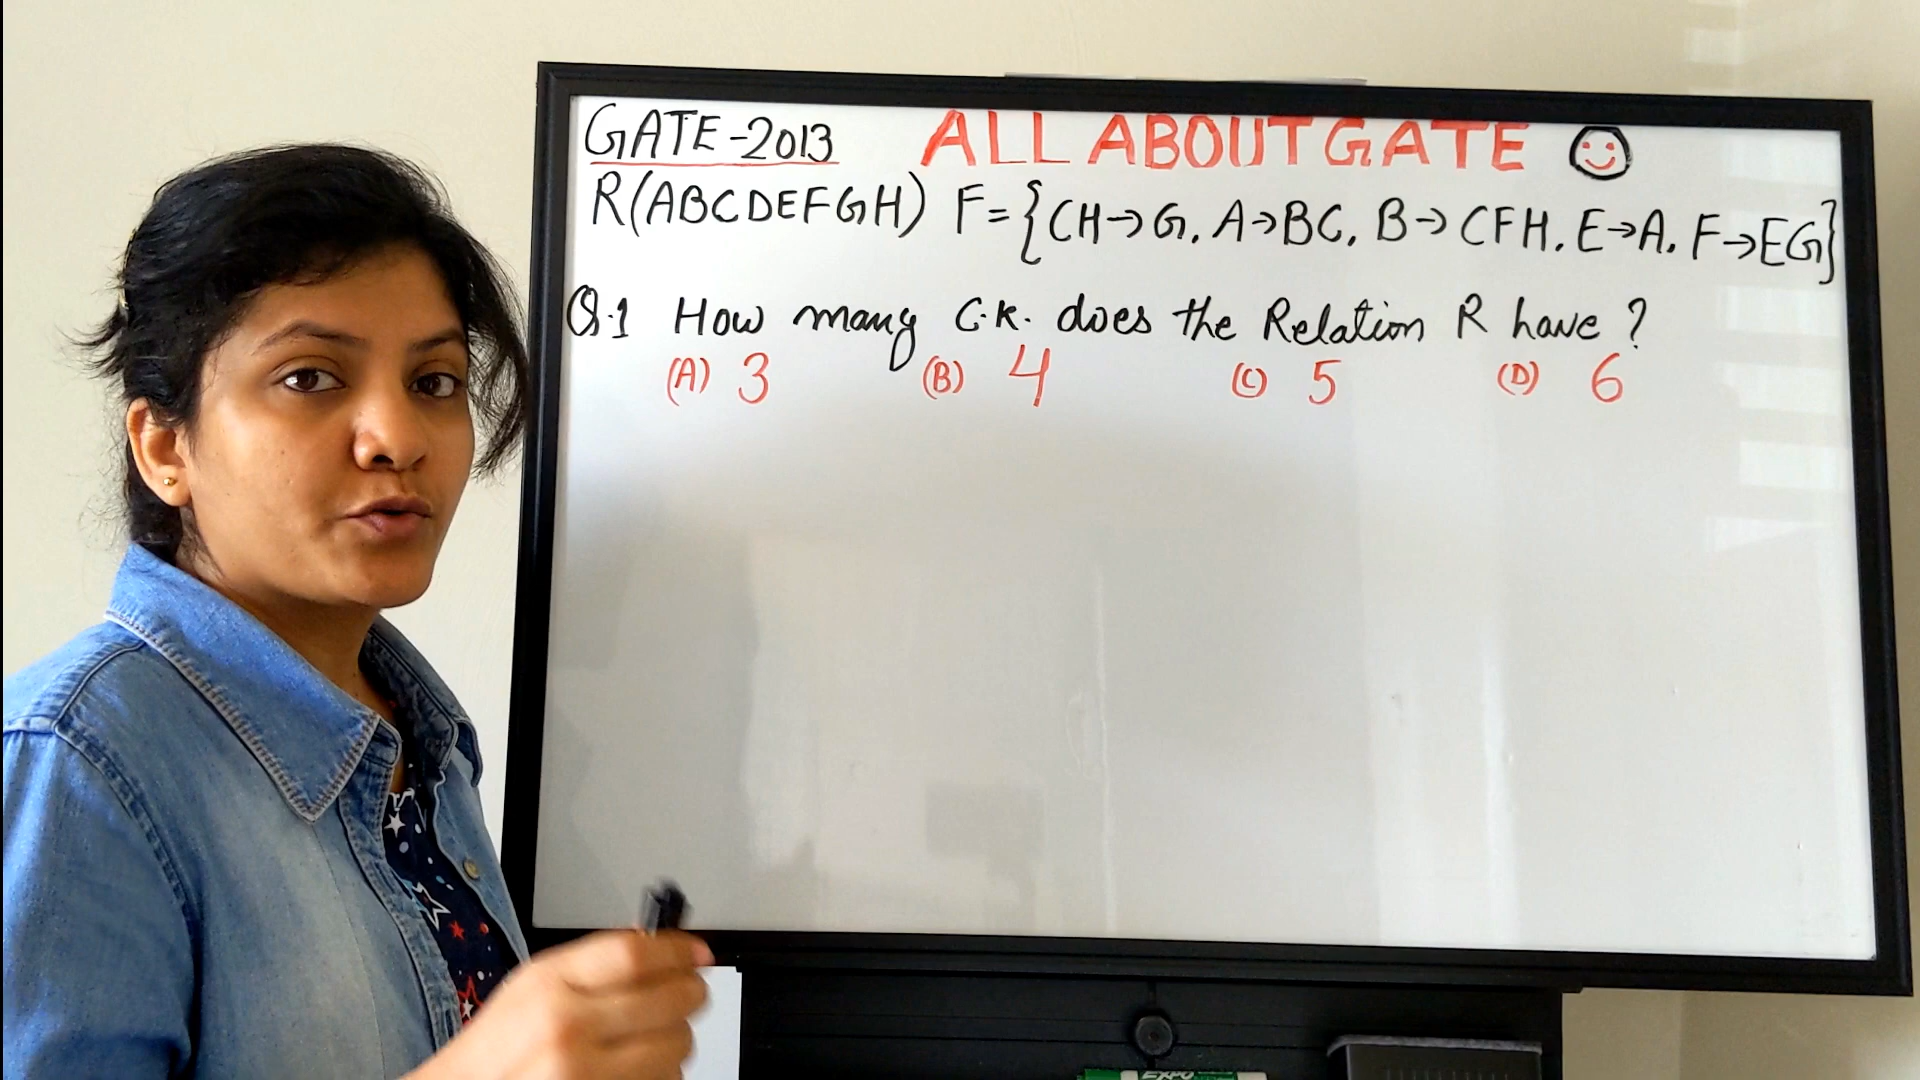 GATE-2013 ALL ABOUT GATE
R(ABCDEFGH) F={CH→G, A→BC, B→CFH, E→A, F→EG}
Q.1 How many C.K. does the Relation R have?
(A) 3 (B) 4 (C) 5 (D) 6
EXPO